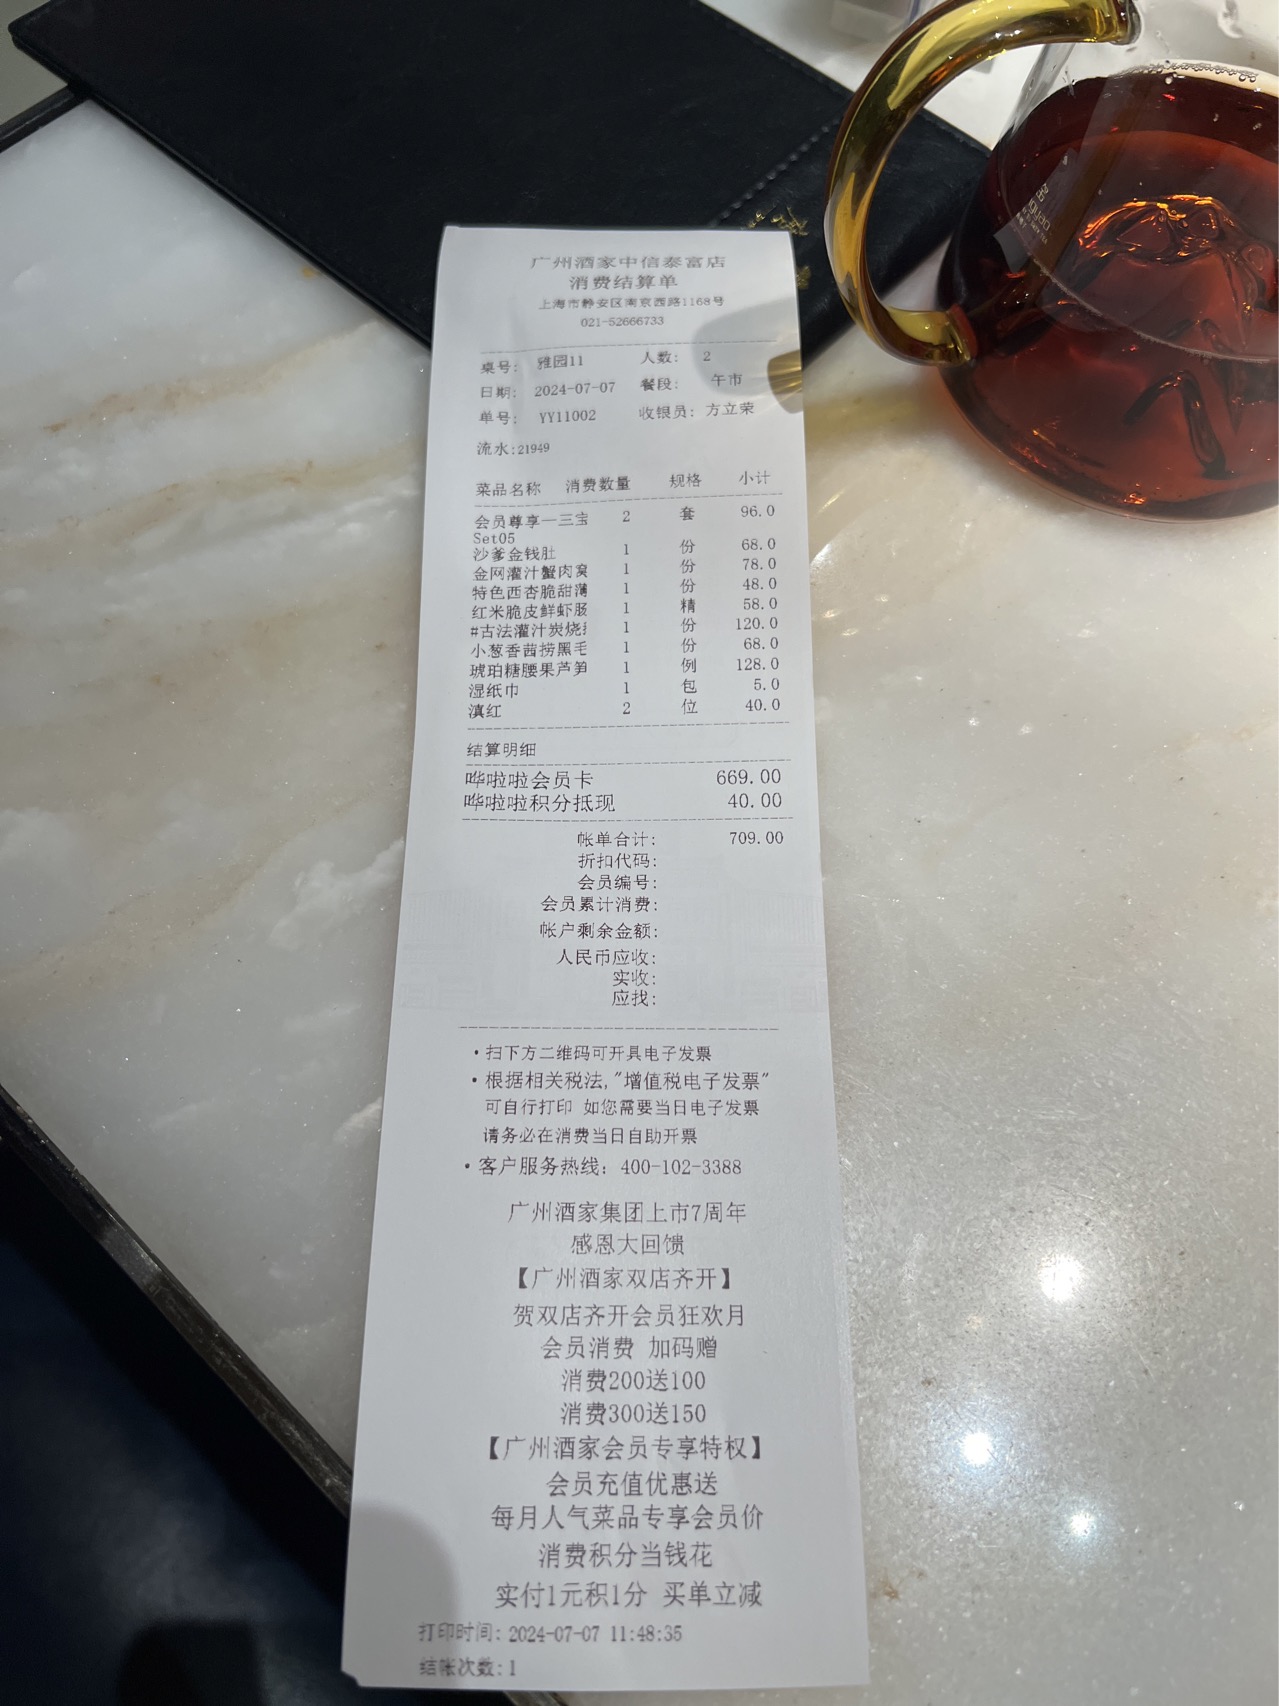 广州酒家中信泰富店
消费结算单
上海市静安区南京西路1168号
021-52666733
桌号: 雅园11 人数: 2
日期: 2024-07-07 餐段: 午市
单号: YY11002 收银员: 方立荣
流水:21949
菜品名称 消费数量 规格 小计
会员尊享一三宝 2 套 96.0
Set05
沙爹金钱肚 1 份 68.0
金网灌汁蟹肉窝 1 份 78.0
特色西杏脆甜薄 1 份 48.0
红米脆皮鲜虾肠 1 精 58.0
#古法灌汁炭烧 1 份 120.0
小葱香茜捞黑毛 1 份 68.0
琥珀糖腰果芦笋 1 例 128.0
湿纸巾 1 包 5.0
滇红 2 位 40.0
结算明细
哗啦啦会员卡 669.00
哗啦啦积分抵现 40.00
帐单合计: 709.00
折扣代码:
会员编号:
会员累计消费:
帐户剩余金额:
人民币应收:
实收:
应找:
•扫下方二维码可开具电子发票
•根据相关税法,"增值税电子发票"
可自行打印 如您需要当日电子发票
请务必在消费当日自助开票
•客户服务热线: 400-102-3388
广州酒家集团上市7周年
感恩大回馈
【广州酒家双店齐开】
贺双店齐开会员狂欢月
会员消费 加码赠
消费200送100
消费300送150
【广州酒家会员专享特权】
会员充值优惠送
每月人气菜品专享会员价
消费积分当钱花
实付1元积1分 买单立减
打印时间: 2024-07-07 11:48:35
结帐次数:1